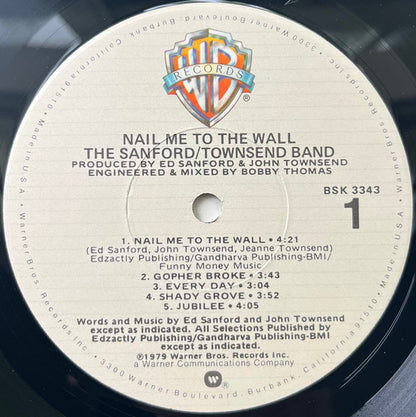 WB
RECORDS
®
NAIL ME TO THE WALL
THE SANFORD/TOWNSEND BAND
PRODUCED BY ED SANFORD & JOHN TOWNSEND
ENGINEERED & MIXED BY BOBBY THOMAS
BSK 3343
1
1. NAIL ME TO THE WALL • 4:21
(Ed Sanford, John Townsend, Jeanne Townsend)
Edzactly Publishing/Gandharva Publishing-BMI/
Funny Money Music
2. GOPHER BROKE • 3:43
3. EVERY DAY • 3:04
4. SHADY GROVE • 3:52
5. JUBILEE • 4:05
Words and Music by Ed Sanford and John Townsend
except as indicated. All Selections Published by
Edzactly Publishing/Gandharva Publishing-BMI
except as indicated.
©1979 Warner Bros. Records Inc.
a Warner Communications Company
Warner Bros. Records Inc. • 3300 Warner Boulevard, Burbank, California 91510 • Made in U.S.A.